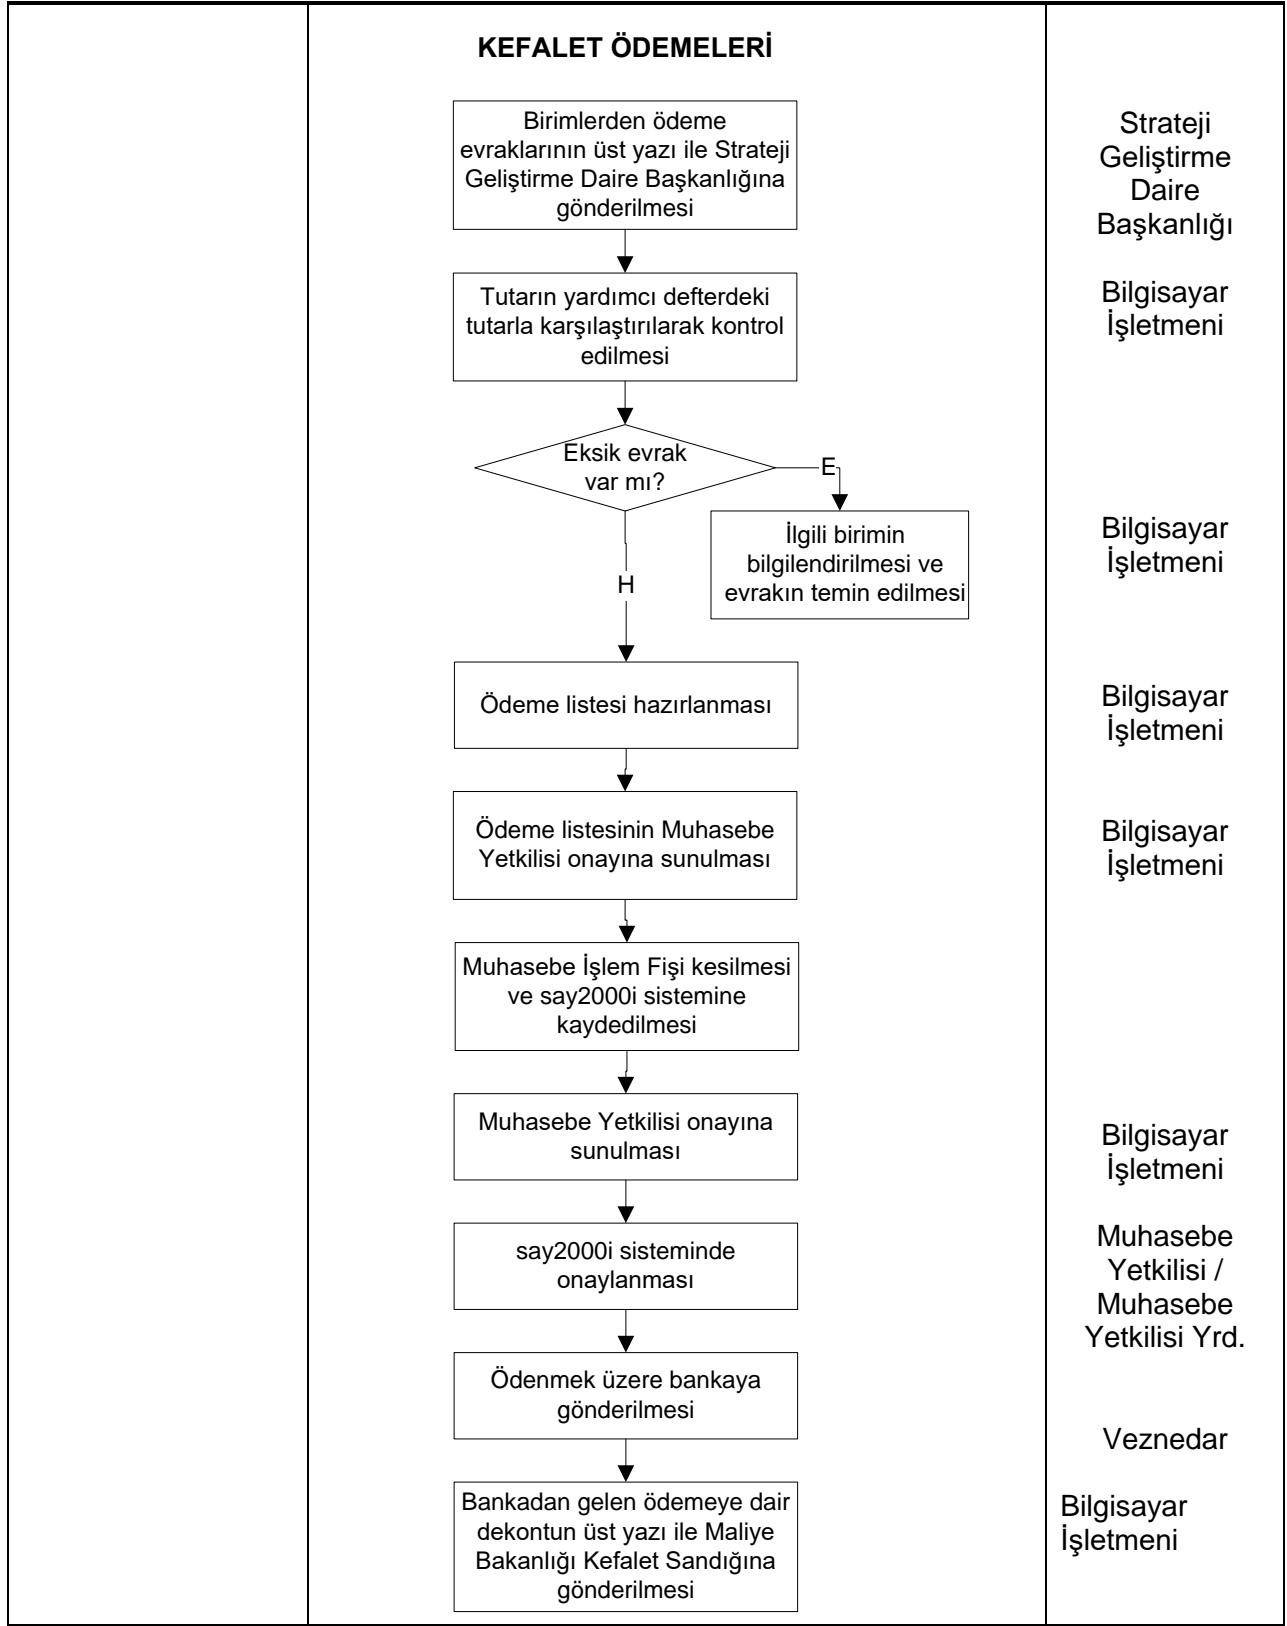 KEFALET ÖDEMELERİ
Birimlerden ödeme
evraklarının üst yazı ile Strateji
Geliştirme Daire Başkanlığına
gönderilmesi
Strateji
Geliştirme
Daire
Başkanlığı
Tutarın yardımcı defterdeki
tutarla karşılaştırılarak kontrol
edilmesi
Bilgisayar
İşletmeni
Eksik evrak
var mı?
E
İlgili birimin
bilgilendirilmesi ve
evrakın temin edilmesi
Bilgisayar
İşletmeni
H
Ödeme listesi hazırlanması
Bilgisayar
İşletmeni
Ödeme listesinin Muhasebe
Yetkilisi onayına sunulması
Bilgisayar
İşletmeni
Muhasebe İşlem Fişi kesilmesi
ve say2000i sistemine
kaydedilmesi
Muhasebe Yetkilisi onayına
sunulması
Bilgisayar
İşletmeni
say2000i sisteminde
onaylanması
Muhasebe
Yetkilisi /
Muhasebe
Yetkilisi Yrd.
Ödenmek üzere bankaya
gönderilmesi
Veznedar
Bankadan gelen ödemeye dair
dekontun üst yazı ile Maliye
Bakanlığı Kefalet Sandığına
gönderilmesi
Bilgisayar
İşletmeni